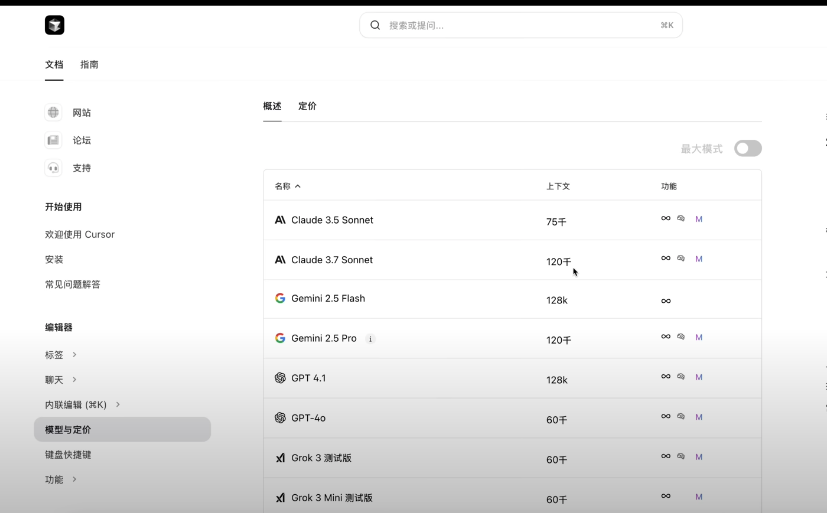 搜索或提问... ⌘K
文档 指南
网站
论坛
支持
开始使用
欢迎使用 Cursor
安装
常见问题解答
编辑器
标签
聊天
内联编辑 (⌘K)
模型与定价
键盘快捷键
功能
概述 定价
最大模式
名称 上下文 功能
Claude 3.5 Sonnet 75千 M
Claude 3.7 Sonnet 120千 M
Gemini 2.5 Flash 128k
Gemini 2.5 Pro i 120千 M
GPT 4.1 128k M
GPT-4o 60千 M
Grok 3 测试版 60千 M
Grok 3 Mini 测试版 60千 M